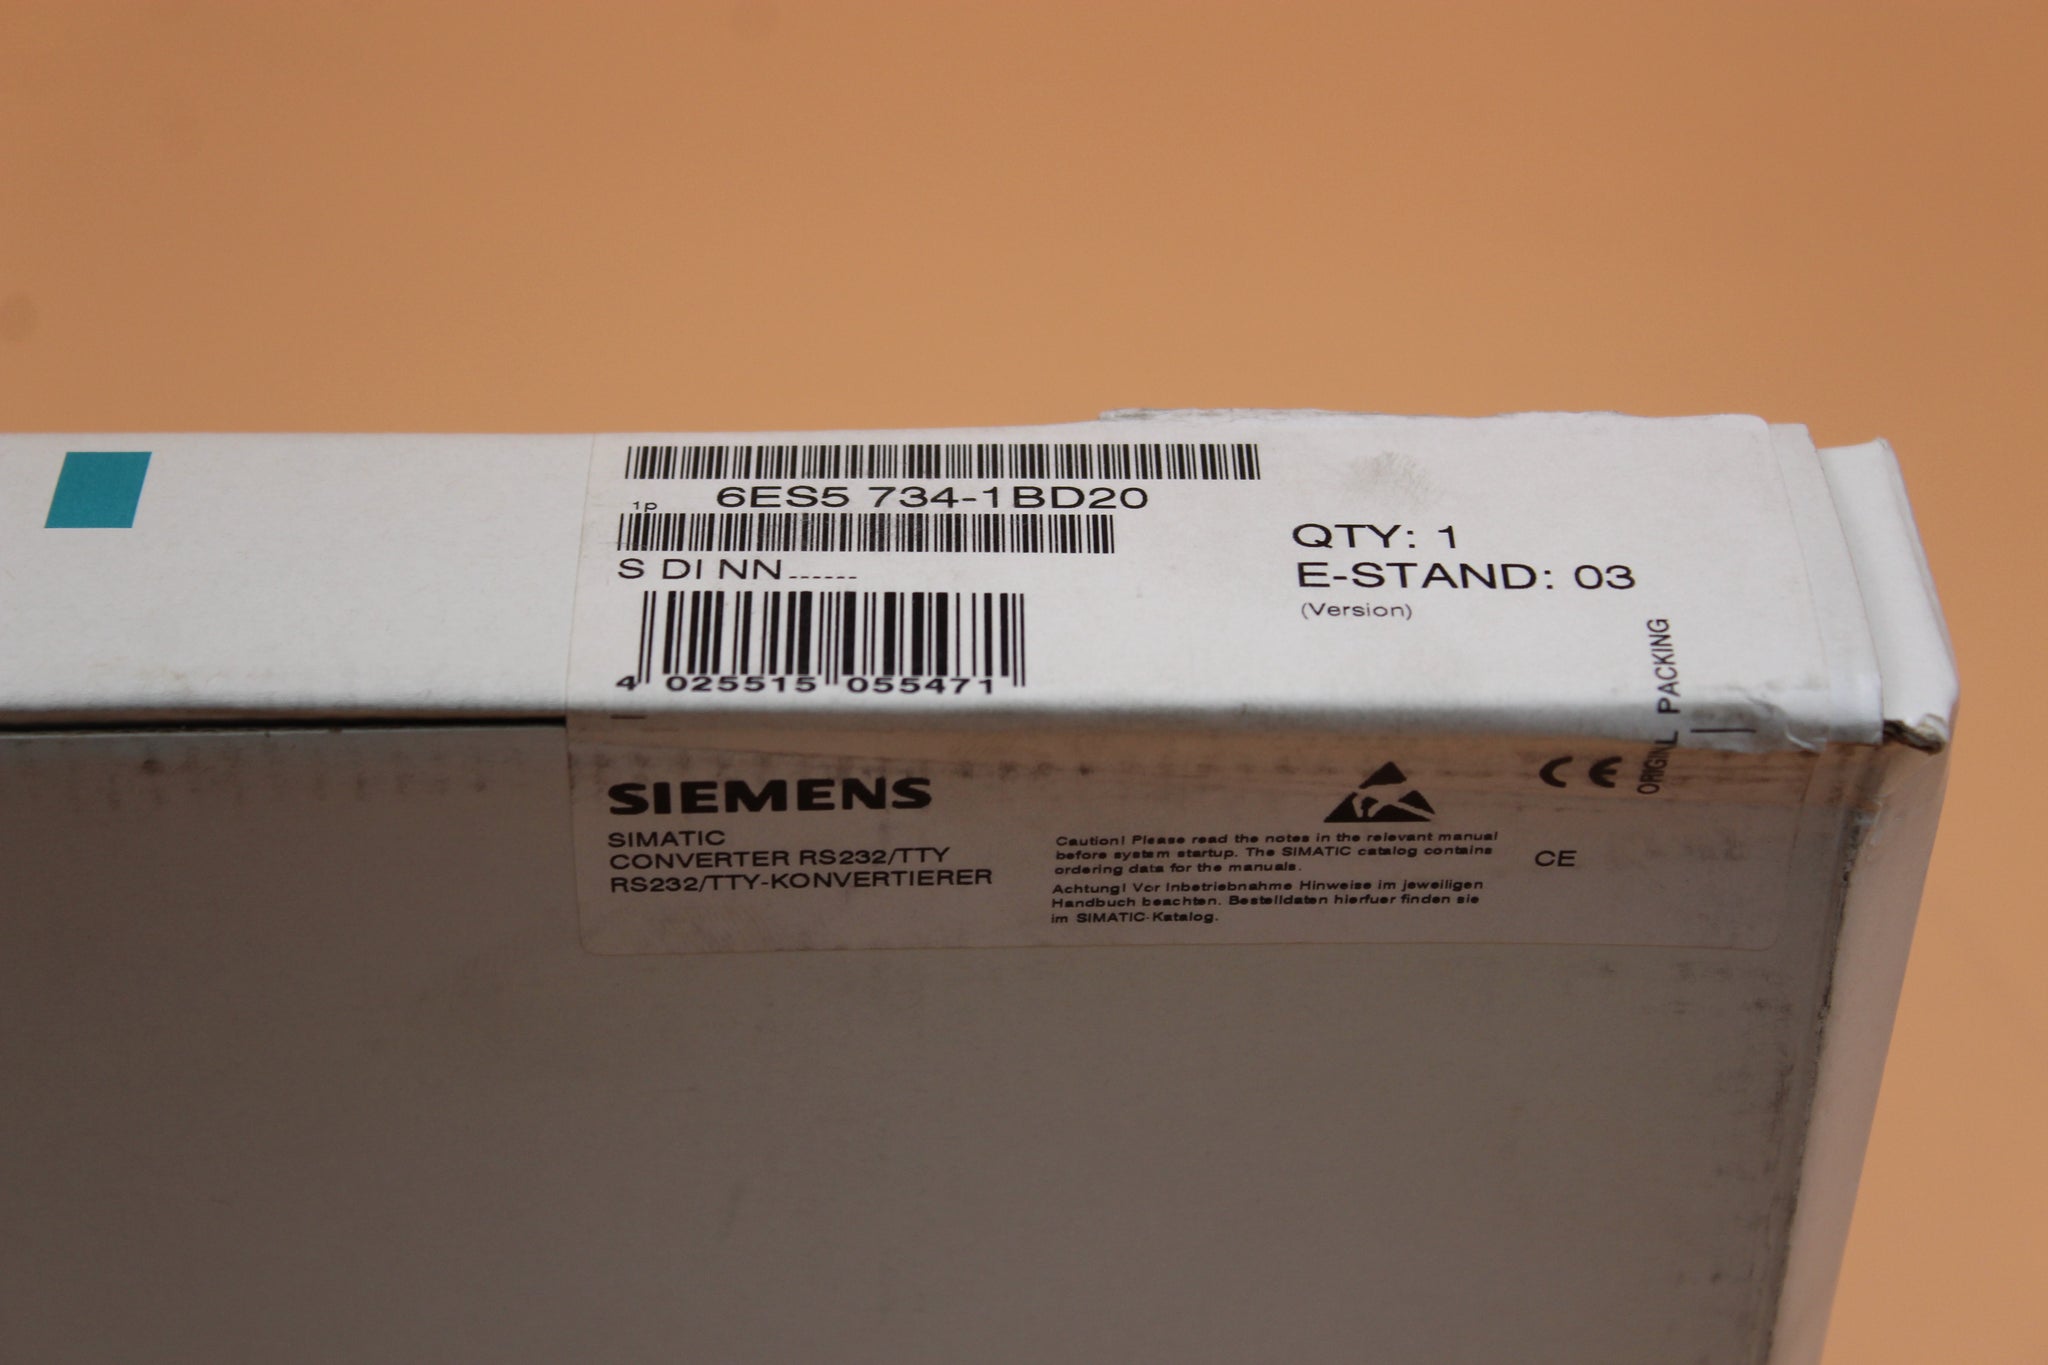 1P 6ES5 734-1BD20
S DI NN......
4 025515 055471
QTY: 1
E-STAND: 03
(Version)
ORIGINL PACKING
SIEMENS
SIMATIC
CONVERTER RS232/TTY
RS232/TTY-KONVERTIERER
Caution! Please read the notes in the relevant manual
before system startup. The SIMATIC catalog contains
ordering data for the manuals.
Achtung! Vor Inbetriebnahme Hinweise im jeweiligen
Handbuch beachten. Bestelldaten hierfuer finden sie
im SIMATIC-Katalog.
CE
CE